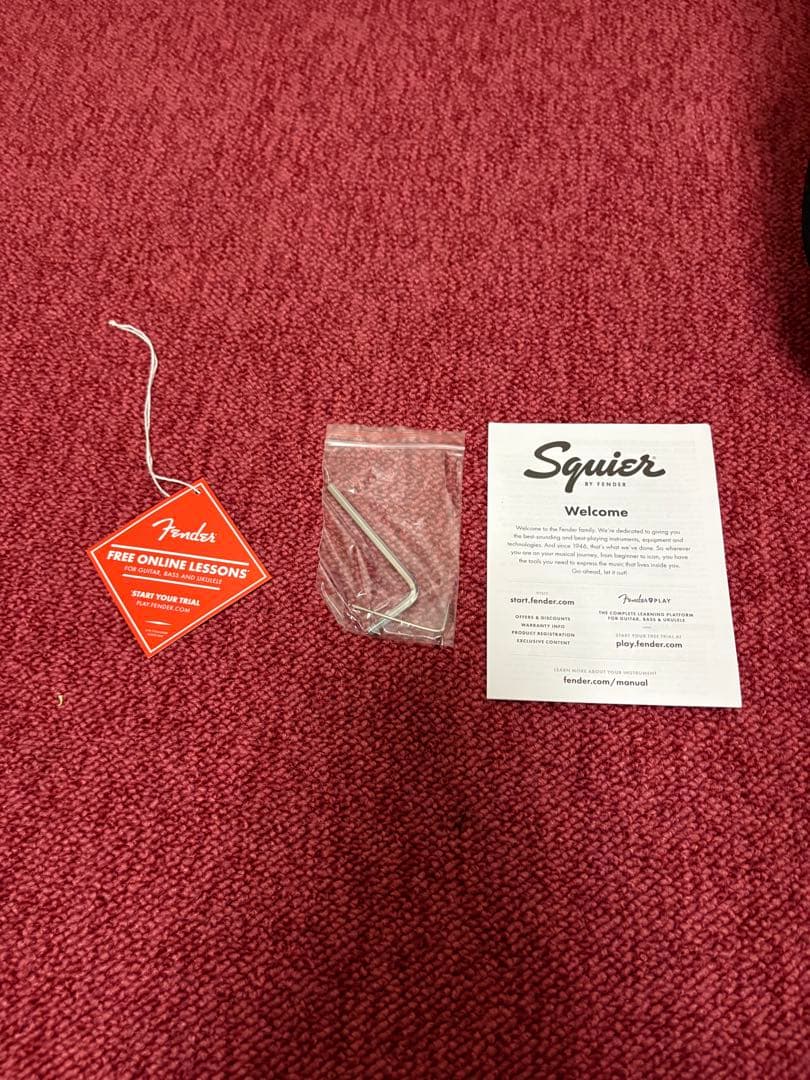 Fender
FREE ONLINE LESSONS*
FOR GUITAR, BASS AND UKULELE
*START YOUR TRIAL
PLAY.FENDER.COM
Squier
BY FENDER
Welcome
Welcome to the Fender family. We're dedicated to giving you
the best-sounding and best-playing instruments, equipment and
technologies. And since 1946, that's what we've done. So wherever
you are on your musical journey, from beginner to icon, you have
the tools you need to express the music that lives inside you.
Go ahead, let it out!
VISIT
start.fender.com
OFFERS & DISCOUNTS
WARRANTY INFO
PRODUCT REGISTRATION
EXCLUSIVE CONTENT
Fender PLAY
THE COMPLETE LEARNING PLATFORM
FOR GUITAR, BASS & UKULELE
START YOUR FREE TRIAL AT
play.fender.com
LEARN MORE ABOUT YOUR INSTRUMENT
fender.com/manual